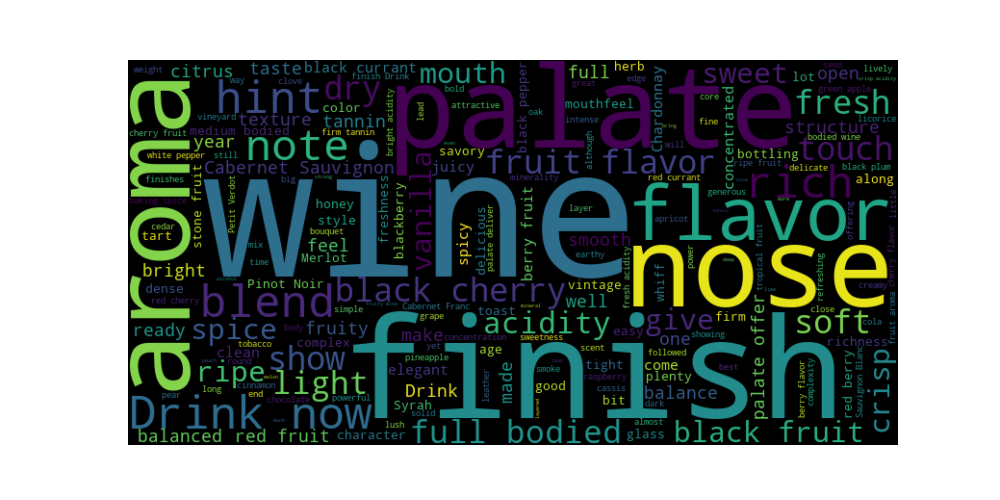 citrus
taste
black currant
finish Drink
mouth
full
herb
sweet
lot
open
lively
crisp acidity
weight
way
clove
hint
dry
bold
attractive
lead
palate
great
edge
mouthfeel
Chardonnay
core
green apple
fresh
licorice
vineyard
texture
color
tannin
bright acidity
oak
intense
black pepper
although
bring
concentrated
fine
structure
bodied wine
cherry fruit
medium bodied
firm tannin
white pepper
still
year
note
savory
will
bottling
touch
aroma
finishes
Cabernet Sauvignon
juicy
fruit flavor
minerality
red currant
delicate
ripe fruit
black plum
baking spice
stone fruit
Petit Verdot
big
strong
wine
vanilla
smooth
rich
generous
along
little
honey
freshness
blackberry
layer
berry fruit
apricot
flavor
offering
cherry flavor
cedar
tart
style
bouquet
feel
Merlot
mix
time
spicy
delicious
palate deliver
earthy
nose
whiff
power
fresh acidity
tropical fruit
refreshing
creamy
bright
dense
Pinot Noir
vintage
red cherry
blend
black cherry
well
simple
Cabernet Franc
toast
close
ready
spice
body
fruity
grape
make
concentration
acidity
easy
give
firm
soft
cola
fruit aroma
sweetness
one
showing
richness
clean
round
tobacco
complex
show
yet
age
scent
followed
pineapple
elegant
finish
smoke
tight
come
best
palate offer
berry flavor
complexity
red berry
Sauvignon Blanc
crisp
ripe
cinnamon
light
long
end
pear
chocolate
powerful
Drink
leather
made
good
raspberry
cassis
plenty
balance
Drink now
Syrah
solid
layered
bit
dark
balanced red fruit
character
lush
full bodied
almost
glass
black fruit